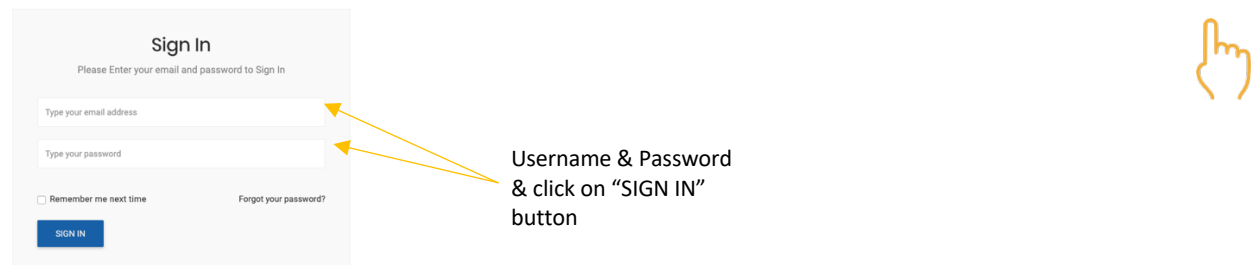 Sign In
Please Enter your email and password to Sign In
Type your email address
Type your password
Remember me next time
Forgot your password?
SIGN IN
Username & Password
& click on “SIGN IN”
button